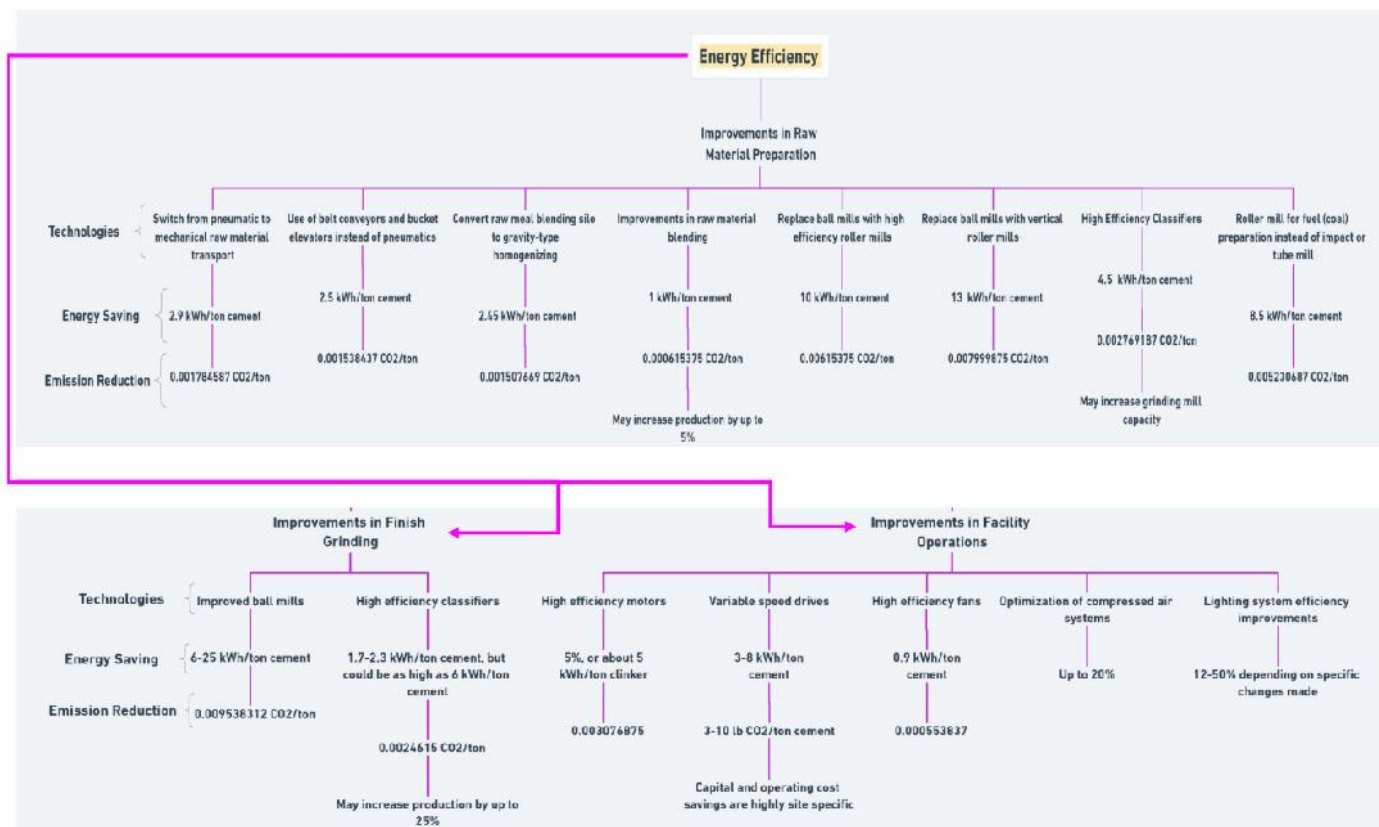 Energy Efficiency
Improvements in Raw
Material Preparation
Technologies
Switch from pneumatic to
mechanical raw material
transport
Use of belt conveyors and bucket
elevators instead of pneumatics
Convert raw meal blending silo
to gravity-type
homogenizing
Improvements in raw material
blending
Replace ball mills with high
efficiency roller mills
Replace ball mills with vertical
roller mills
High Efficiency Classifiers
Roller mill for fuel (coal)
preparation instead of impact or
tube mill
Energy Saving
2.9 kWh/ton cement
2.5 kWh/ton cement
2.45 kWh/ton cement
1 kWh/ton cement
10 kWh/ton cement
13 kWh/ton cement
4.5 kWh/ton cement
8.5 kWh/ton cement
Emission Reduction
0.001784587 CO2/ton
0.001538437 CO2/ton
0.001507669 CO2/ton
0.000615375 CO2/ton
0.00615375 CO2/ton
0.007999875 CO2/ton
0.002769187 CO2/ton
0.005230687 CO2/ton
May increase production by up to
5%
May increase grinding mill
capacity
Improvements in Finish
Grinding
Improvements in Facility
Operations
Technologies
Improved ball mills
High efficiency classifiers
High efficiency motors
Variable speed drives
High efficiency fans
Optimization of compressed air
systems
Lighting system efficiency
improvements
Energy Saving
6-25 kWh/ton cement
1.7-2.3 kWh/ton cement, but
could be as high as 6 kWh/ton
cement
5%, or about 5
kWh/ton clinker
3-8 kWh/ton
cement
0.9 kWh/ton
cement
Up to 20%
12-50% depending on specific
changes made
Emission Reduction
0.009538312 CO2/ton
0.0024615 CO2/ton
0.003076875
3-10 lb CO2/ton cement
0.000553837
May increase production by up to
25%
Capital and operating cost
savings are highly site specific